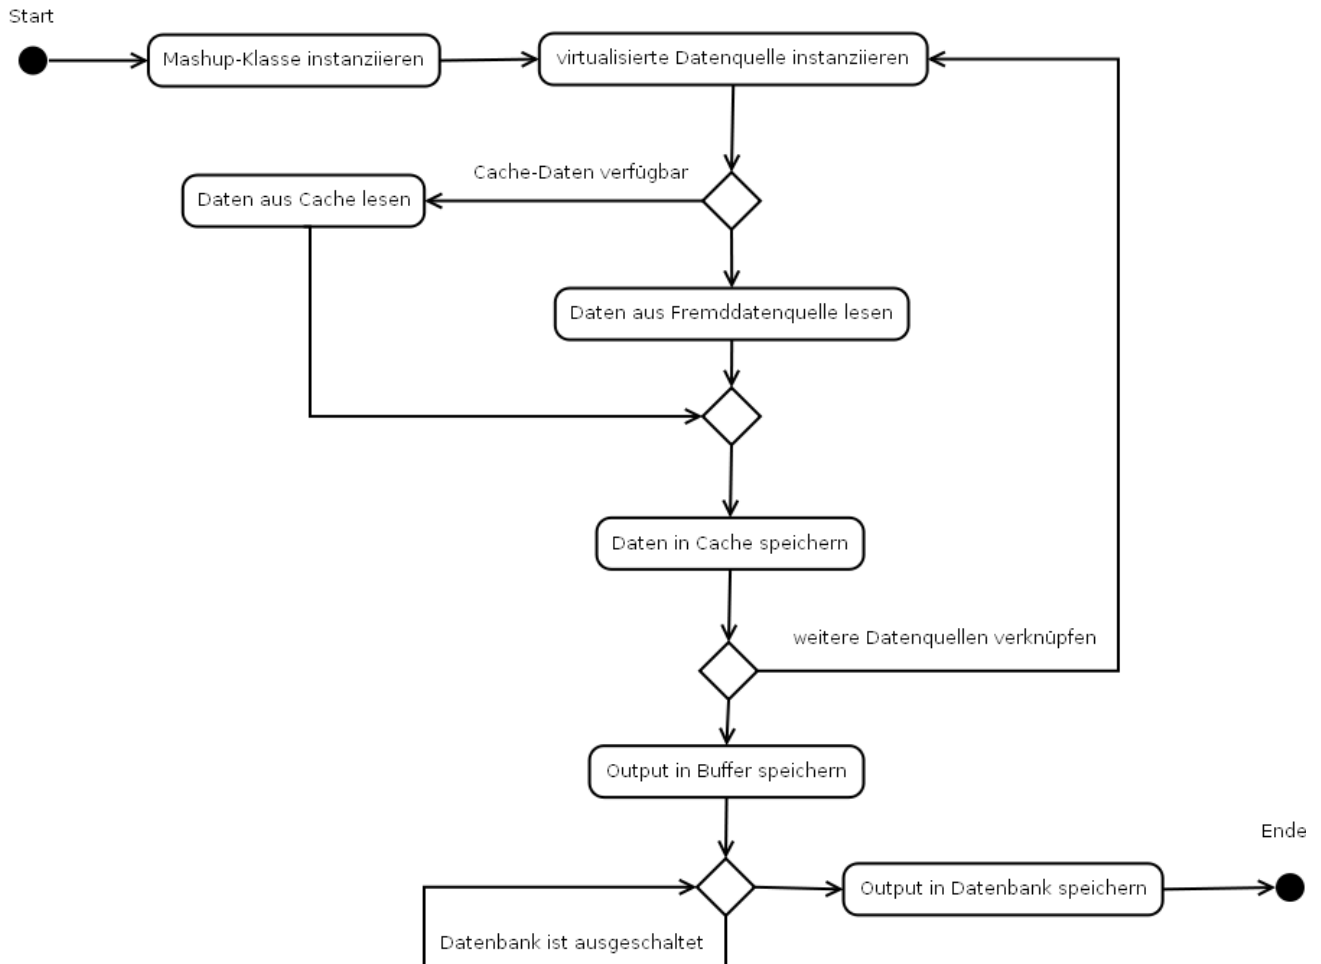 Start
Mashup-Klasse instanziieren
virtualisierte Datenquelle instanziieren
Cache-Daten verfügbar
Daten aus Cache lesen
Daten aus Fremddatenquelle lesen
Daten in Cache speichern
weitere Datenquellen verknüpfen
Output in Buffer speichern
Ende
Output in Datenbank speichern
Datenbank ist ausgeschaltet